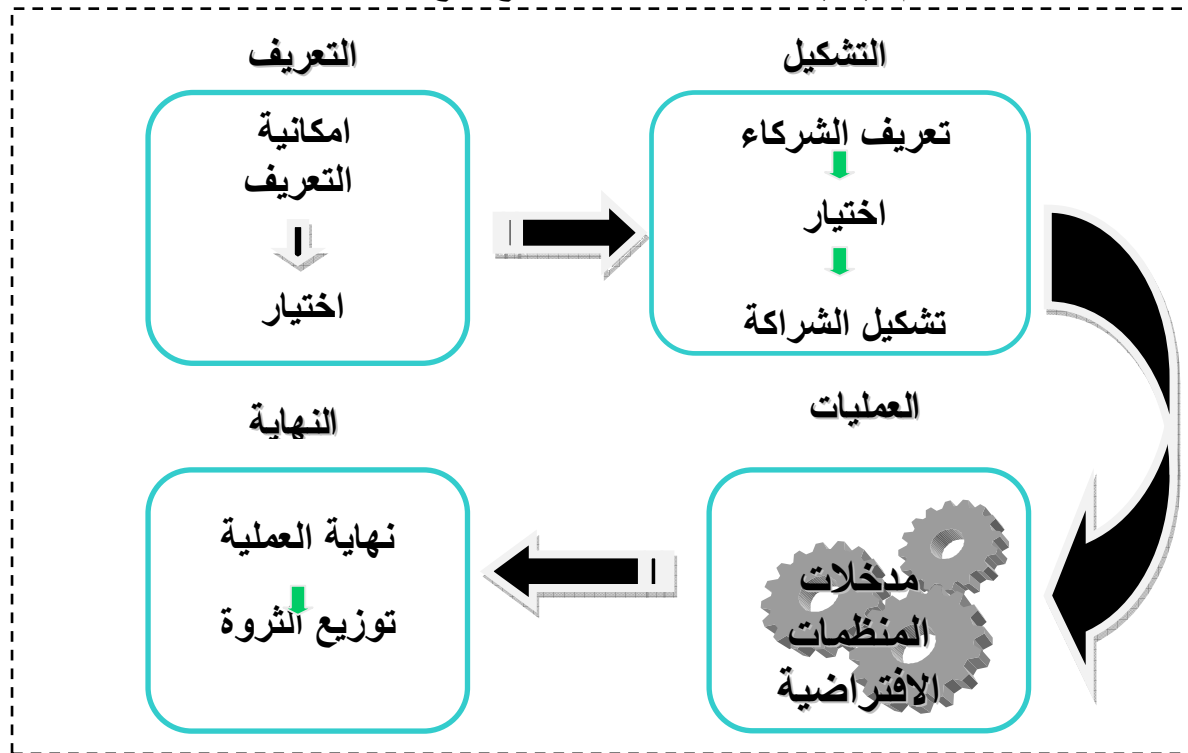 التعريف
امكانية
التعريف
اختيار
التشكيل
تعريف الشركاء
اختيار
تشكيل الشراكة
العمليات
مدخلات
المنظمات
الافتراضية
النهاية
نهاية العملية
توزيع الثروة